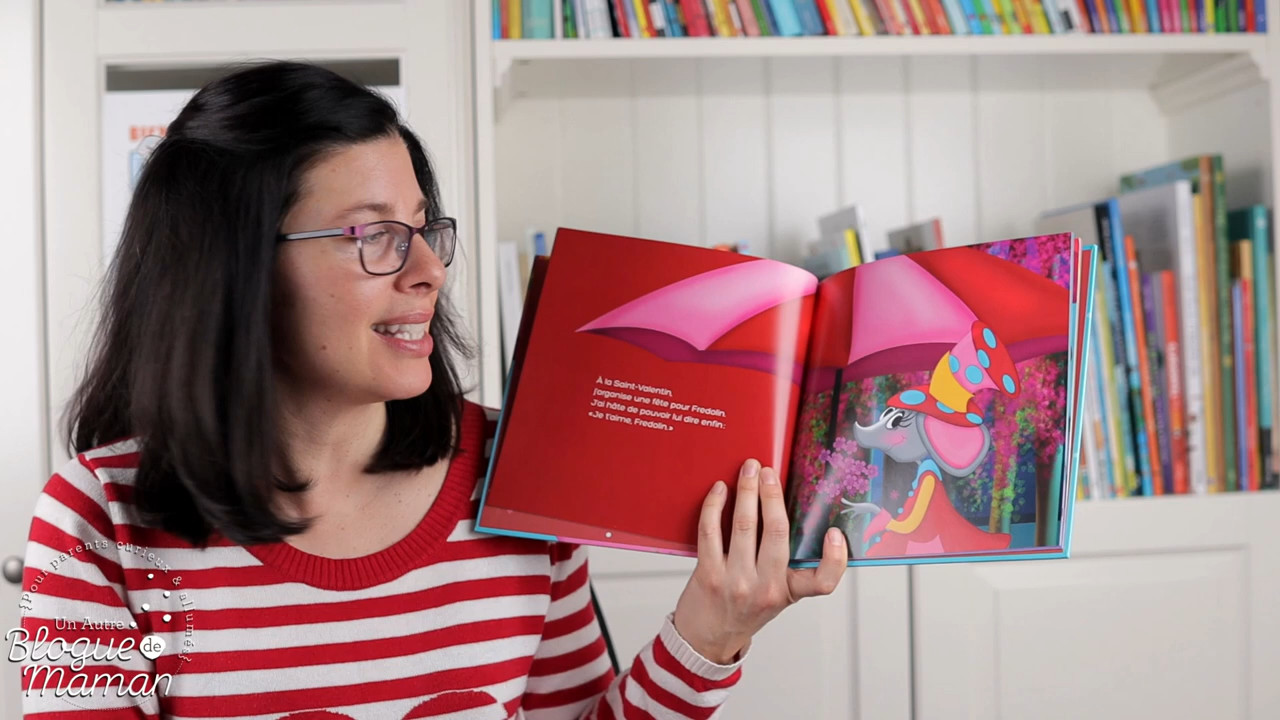 À la Saint-Valentin,
j'organise une fête pour Fredolin.
J'ai hâte de pouvoir lui dire enfin:
«Je t'aime, Fredolin.»
{Pour parents curieux & allumés}
Un Autre
Blogue de
Maman